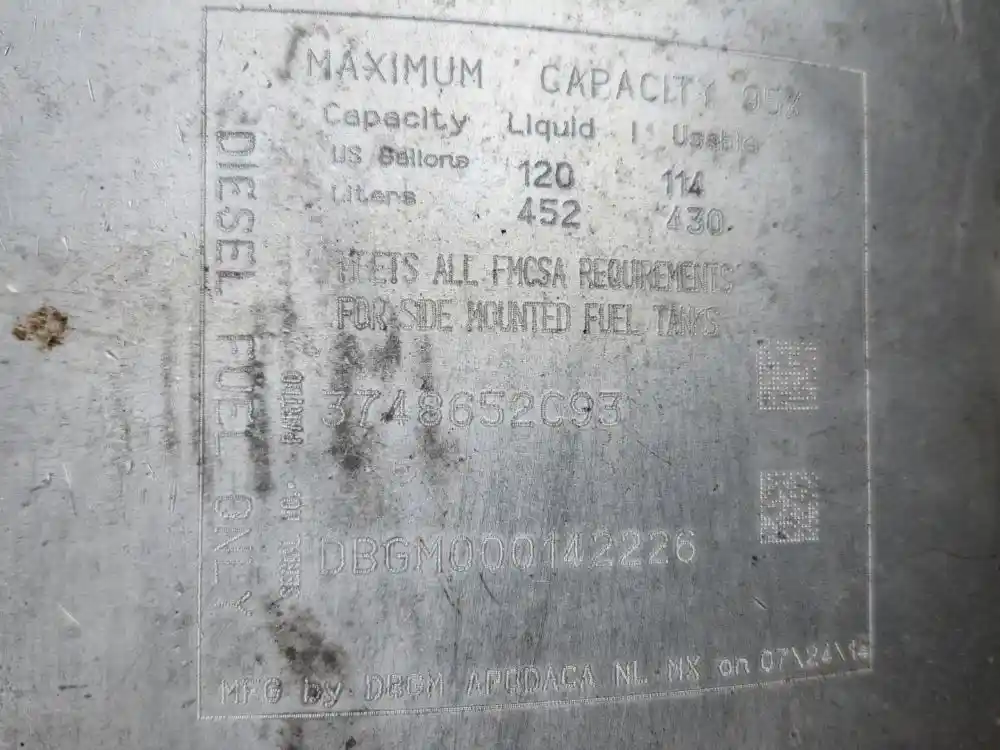 MAXIMUM CAPACITY 95%
Capacity Liquid | Usable
US Gallons 120 114
Liters 452 430
MEETS ALL FMCSA REQUIREMENTS
FOR SIDE MOUNTED FUEL TANKS
DIESEL FUEL ONLY
PART NO
3748652C93
SERIAL NO.
DBGM000142226
MFG by DBGM APODACA NL MX on 07\24\14